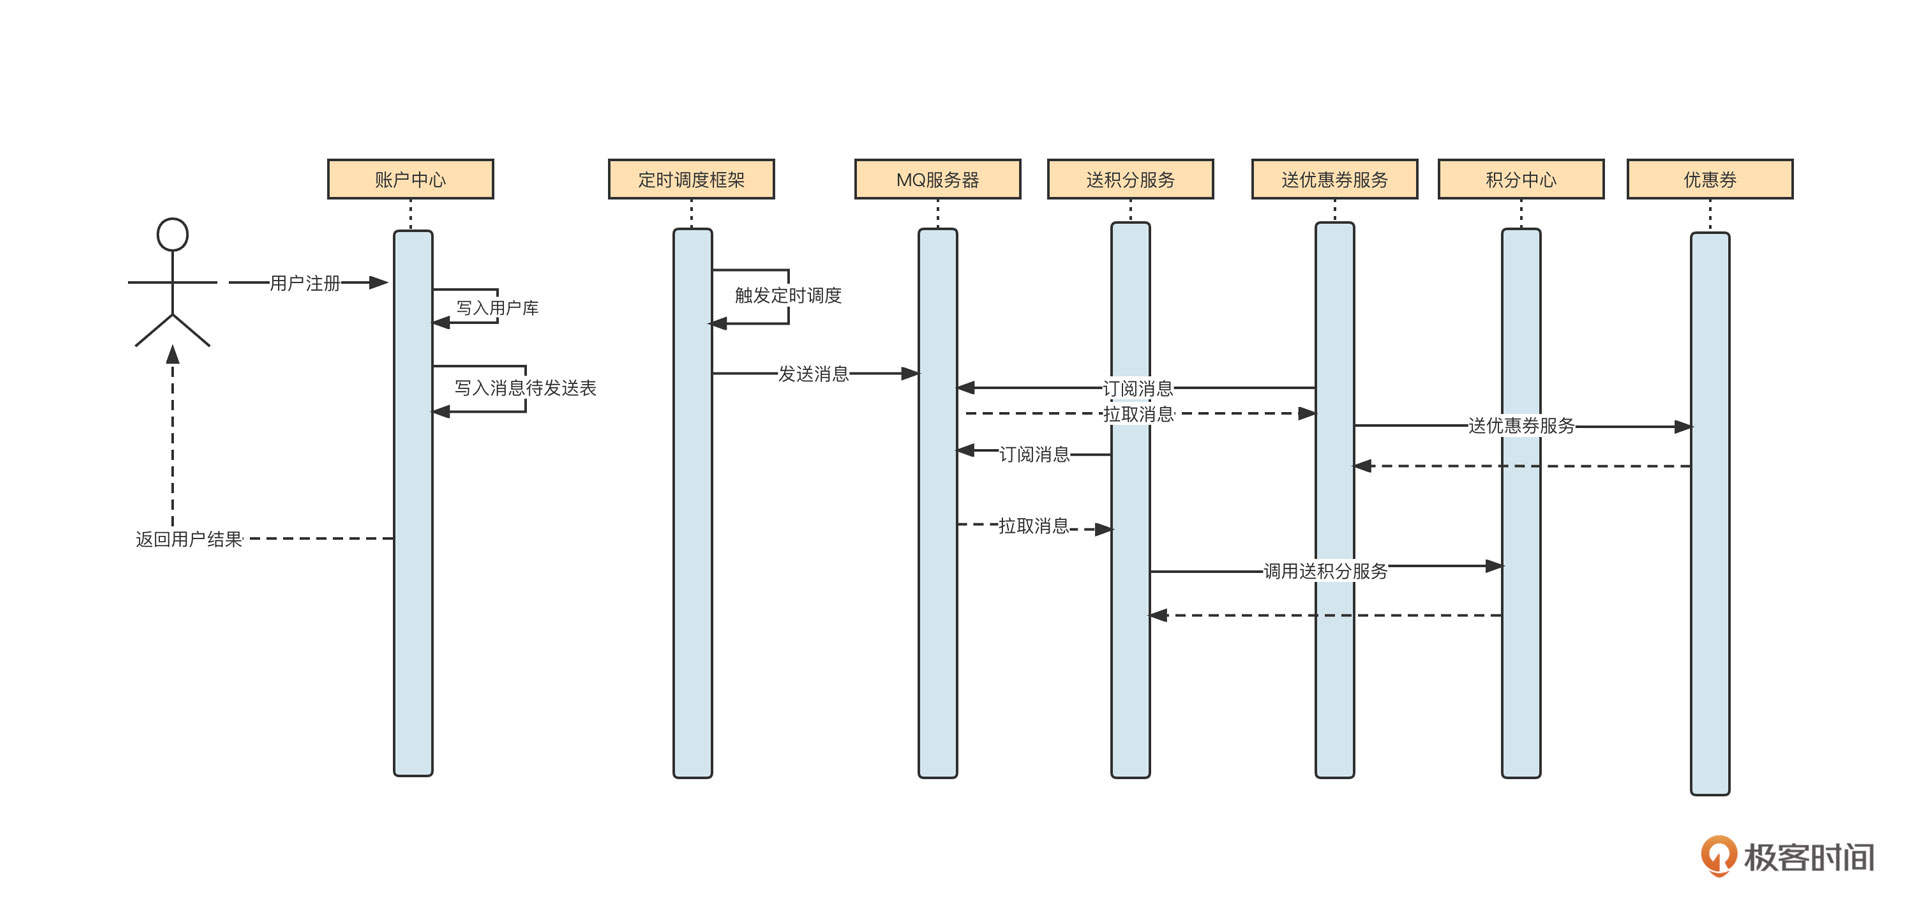 账户中心
定时调度框架
MQ服务器
送积分服务
送优惠券服务
积分中心
优惠券
用户注册
写入用户库
触发定时调度
写入消息待发送表
发送消息
订阅消息
拉取消息
送优惠券服务
订阅消息
拉取消息
返回用户结果
调用送积分服务
极客时间